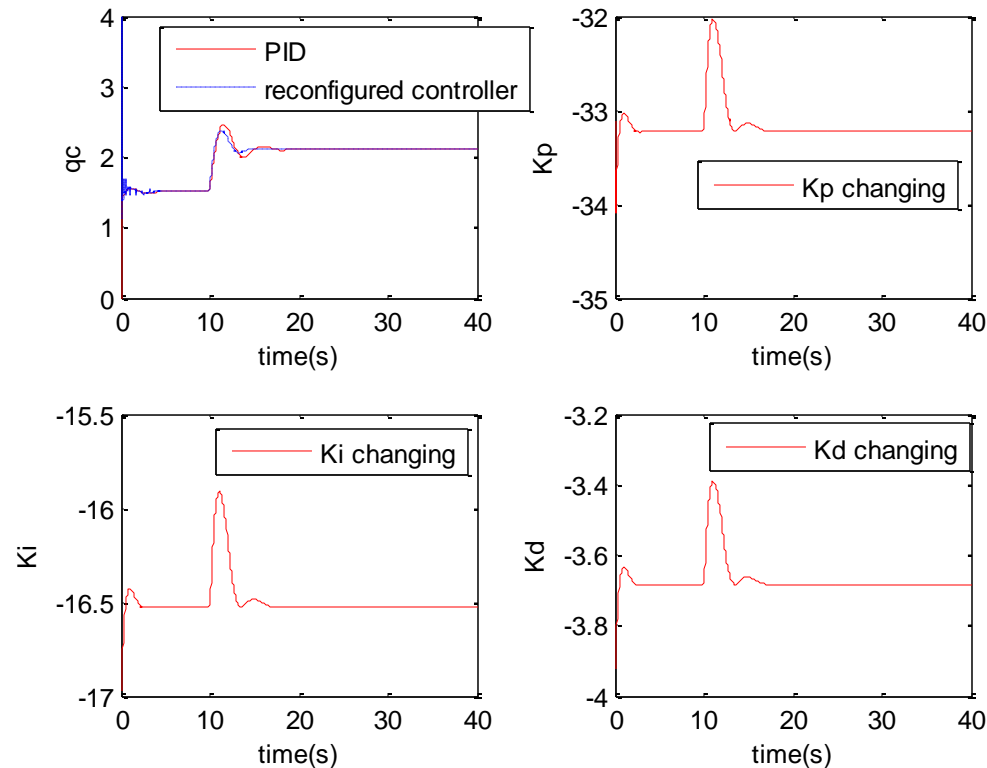 4
3
2
1
0
qc
PID
reconfigured controller
0 10 20 30 40
time(s)
-32
-33
-34
-35
Kp
Kp changing
0 10 20 30 40
time(s)
-15.5
-16
-16.5
-17
Ki
Ki changing
0 10 20 30 40
time(s)
-3.2
-3.4
-3.6
-3.8
-4
Kd
Kd changing
0 10 20 30 40
time(s)